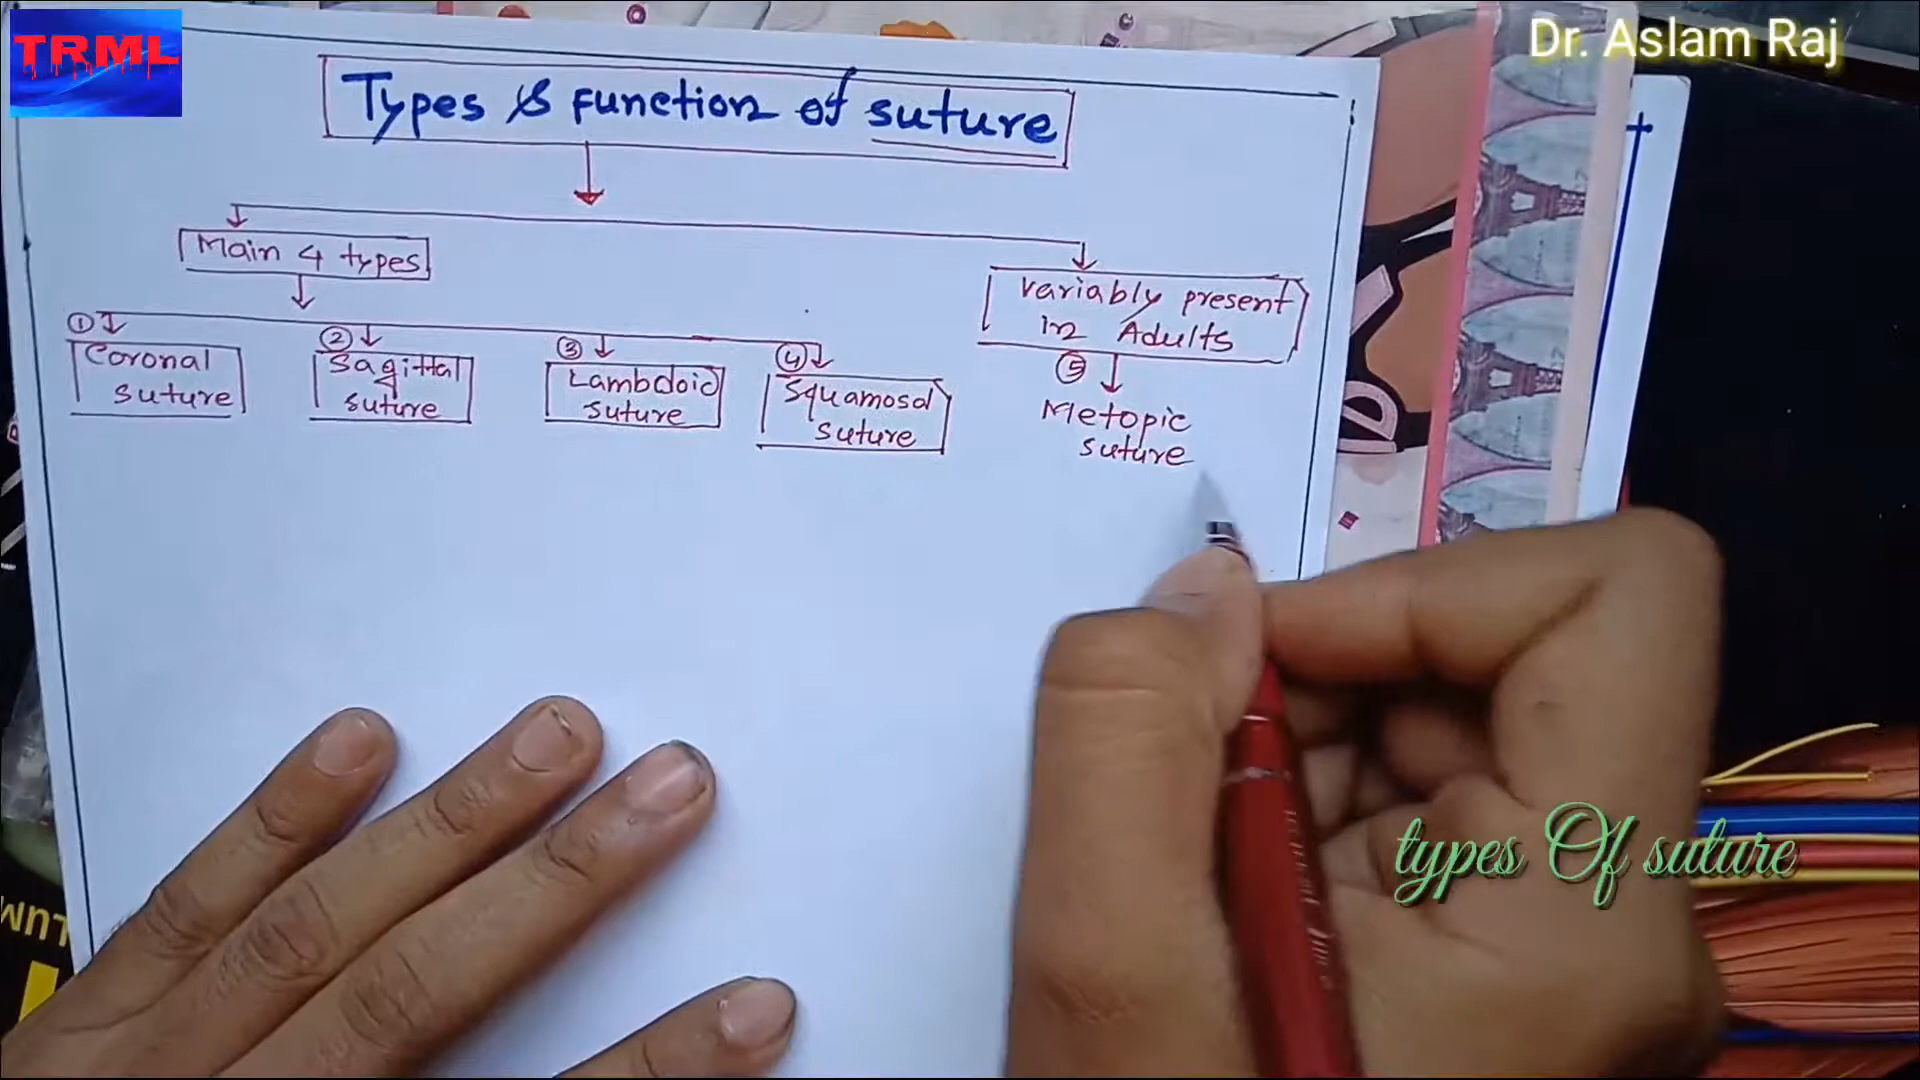 TRML
Dr. Aslam Raj
Types & function of suture
Main 4 types
variably present
in Adults
①
Coronal
suture
②
Sagittal
suture
③
Lambdoid
suture
④
Squamosal
suture
⑤
Metopic
suture
types Of suture